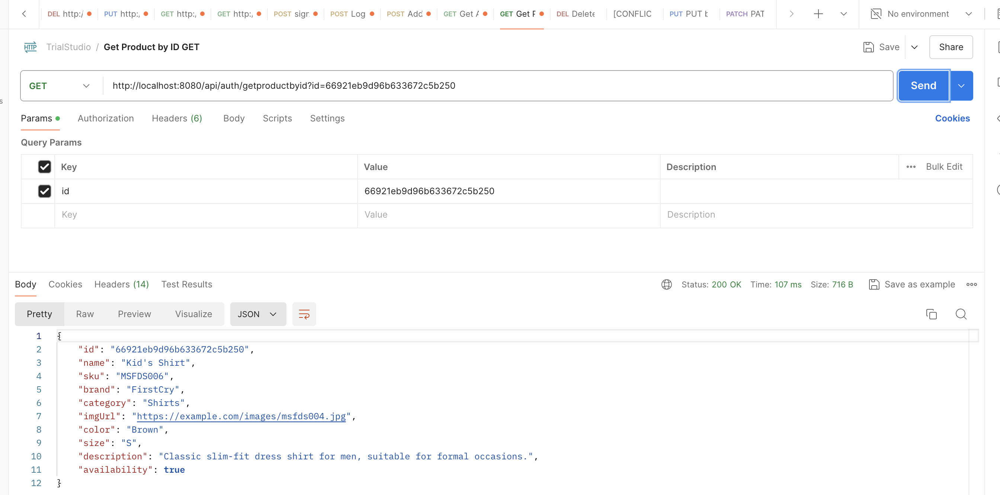 DEL http:/ PUT http:, GET http:, GET http:, POST sign POST Log POST Add GET Get A GET Get P DEL Delete [CONFLIC PUT PUT b PATCH PAT No environment
HTTP TrialStudio / Get Product by ID GET Save Share
GET http://localhost:8080/api/auth/getproductbyid?id=66921eb9d96b633672c5b250 Send
s
Params Authorization Headers (6) Body Scripts Settings Cookies
Query Params
Key Value Description Bulk Edit
id 66921eb9d96b633672c5b250
Key Value Description
Body Cookies Headers (14) Test Results Status: 200 OK Time: 107 ms Size: 716 B Save as example
Pretty Raw Preview Visualize JSON
1 {
2 "id": "66921eb9d96b633672c5b250",
3 "name": "Kid's Shirt",
4 "sku": "MSFDS006",
5 "brand": "FirstCry",
6 "category": "Shirts",
7 "imgUrl": "https://example.com/images/msfds004.jpg",
8 "color": "Brown",
9 "size": "S",
10 "description": "Classic slim-fit dress shirt for men, suitable for formal occasions.",
11 "availability": true
12 }